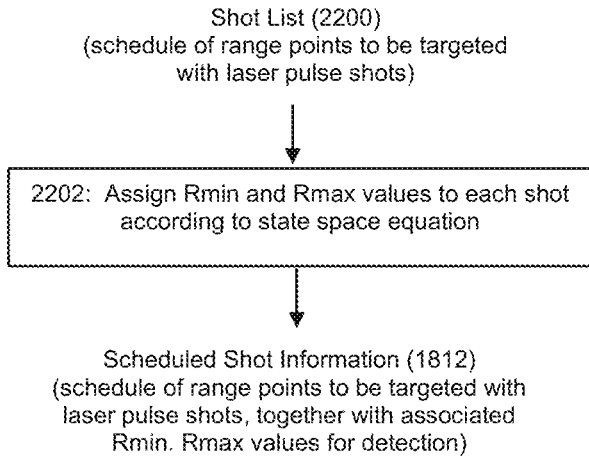 Shot List (2200)
(schedule of range points to be targeted
with laser pulse shots)
2202: Assign Rmin and Rmax values to each shot
according to state space equation
Scheduled Shot Information (1812)
(schedule of range points to be targeted with
laser pulse shots, together with associated
Rmin. Rmax values for detection)